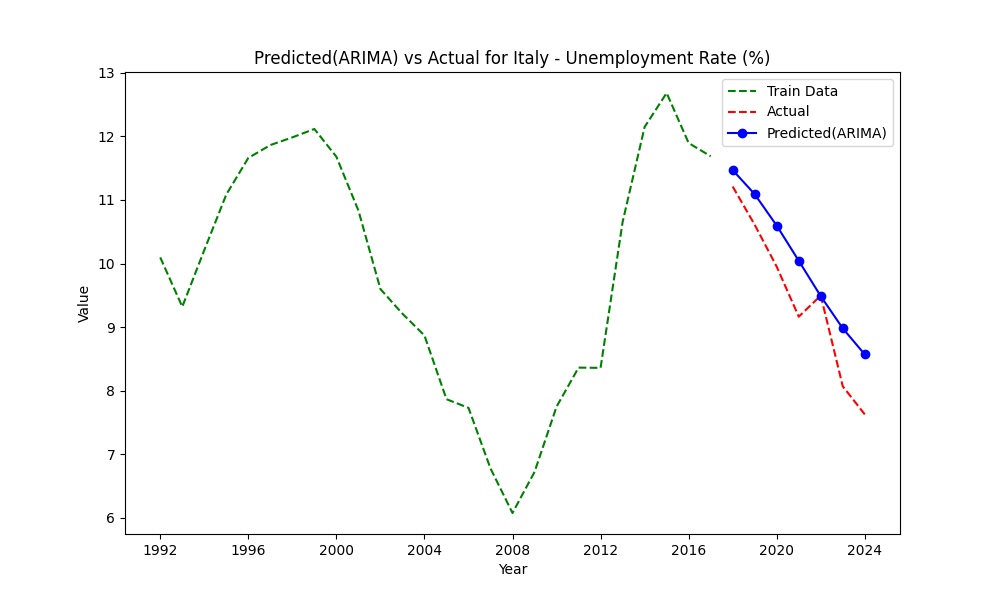 Predicted(ARIMA) vs Actual for Italy - Unemployment Rate (%)
Train Data
Actual
Predicted(ARIMA)
Value
13
12
11
10
9
8
7
6
1992 1996 2000 2004 2008 2012 2016 2020 2024
Year